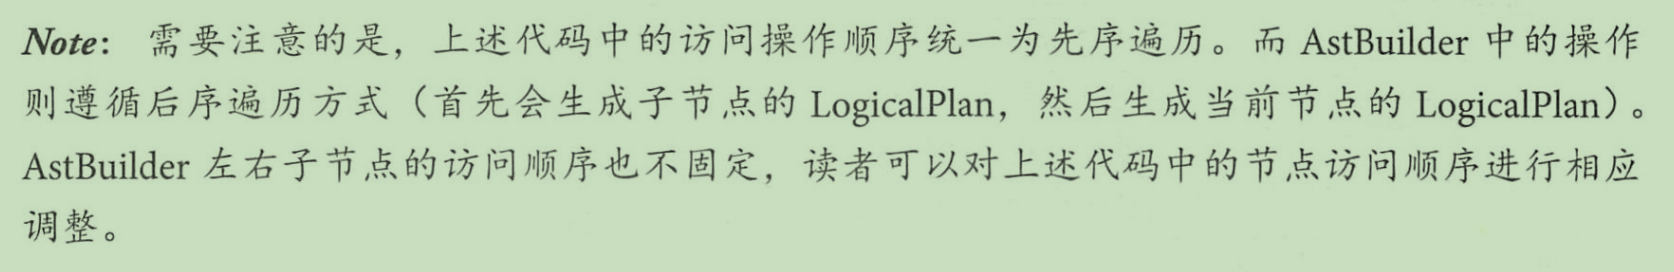 Note: 需要注意的是，上述代码中的访问操作顺序统一为先序遍历。而 AstBuilder 中的操作
则遵循后序遍历方式（首先会生成子节点的 LogicalPlan，然后生成当前节点的 LogicalPlan）。
AstBuilder 左右子节点的访问顺序也不固定，读者可以对上述代码中的节点访问顺序进行相应
调整。